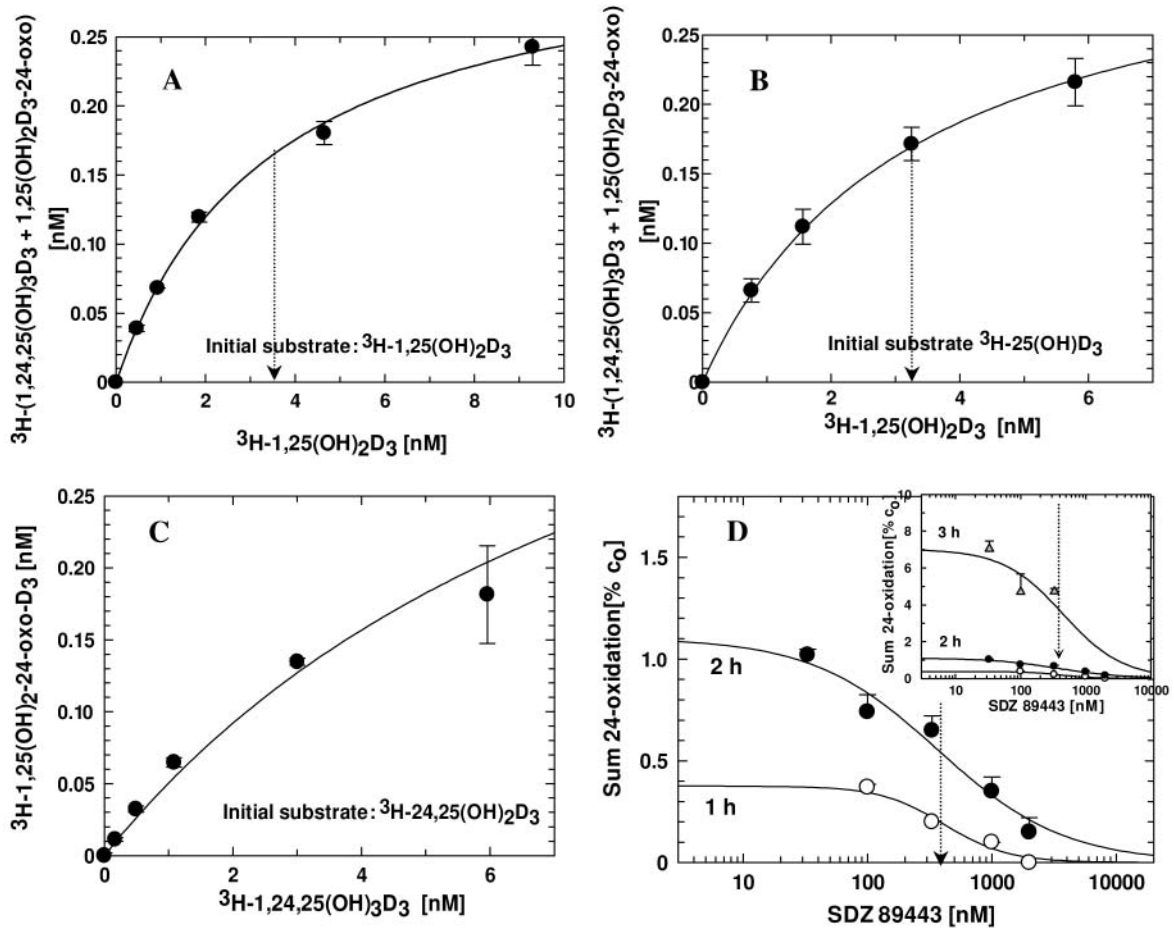 A
³H-(1,24,25(OH)₃D₃ + 1,25(OH)₂D₃-24-oxo)
[nM]
0.25
0.20
0.15
0.10
0.05
0
Initial substrate: ³H-1,25(OH)₂D₃
0 2 4 6 8 10
³H-1,25(OH)₂D₃ [nM]
B
³H-(1,24,25(OH)₃D₃ + 1,25(OH)₂D₃-24-oxo)
[nM]
0.25
0.20
0.15
0.10
0.05
0
Initial substrate ³H-25(OH)D₃
0 2 4 6
³H-1,25(OH)₂D₃ [nM]
C
³H-1,25(OH)₂-24-oxo-D₃ [nM]
0.25
0.20
0.15
0.10
0.05
0
Initial substrate: ³H-24,25(OH)₂D₃
0 2 4 6
³H-1,24,25(OH)₃D₃ [nM]
D
Sum 24-oxidation[% c₀]
1.5
1.0
0.5
0
2 h
1 h
10 100 1000 10000
SDZ 89443 [nM]
Sum 24-oxidation[% c₀]
10
8
6
4
2
0
3 h
2 h
10 100 1000 10000
SDZ 89443 [nM]